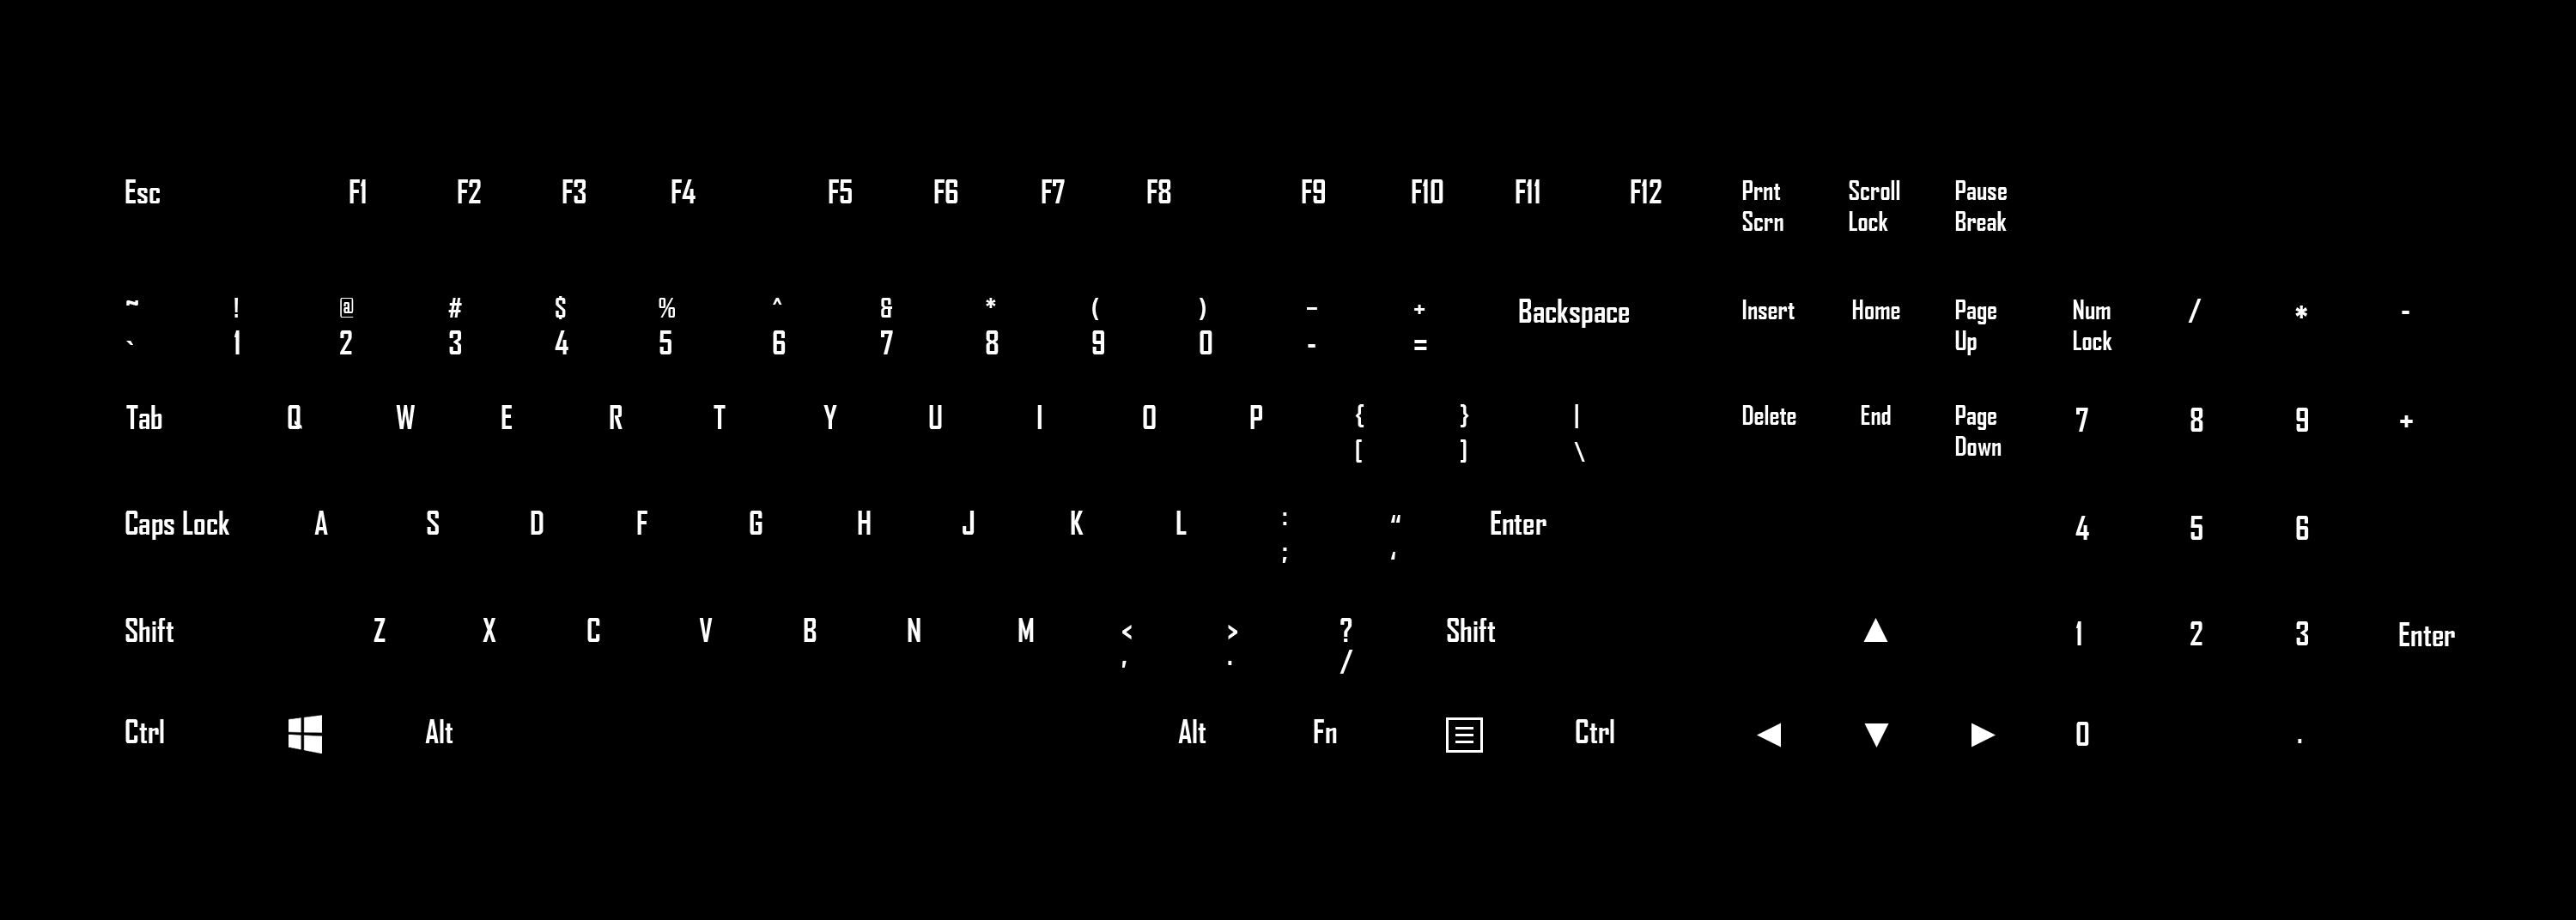 Esc F1 F2 F3 F4 F5 F6 F7 F8 F9 F10 F11 F12 Prnt Scroll Pause
Scrn Lock Break
~ ! @ # $ % ^ & * ( ) – + Backspace Insert Home Page Num / * -
` 1 2 3 4 5 6 7 8 9 0 - = Up Lock
Tab Q W E R T Y U I O P { } | Delete End Page 7 8 9 +
[ ] \ Down
Caps Lock A S D F G H J K L : “ Enter 4 5 6
; ‘
Shift Z X C V B N M < > ? Shift ▲ 1 2 3 Enter
, . /
Ctrl Alt Alt Fn Ctrl ◀ ▼ ▶ 0 .